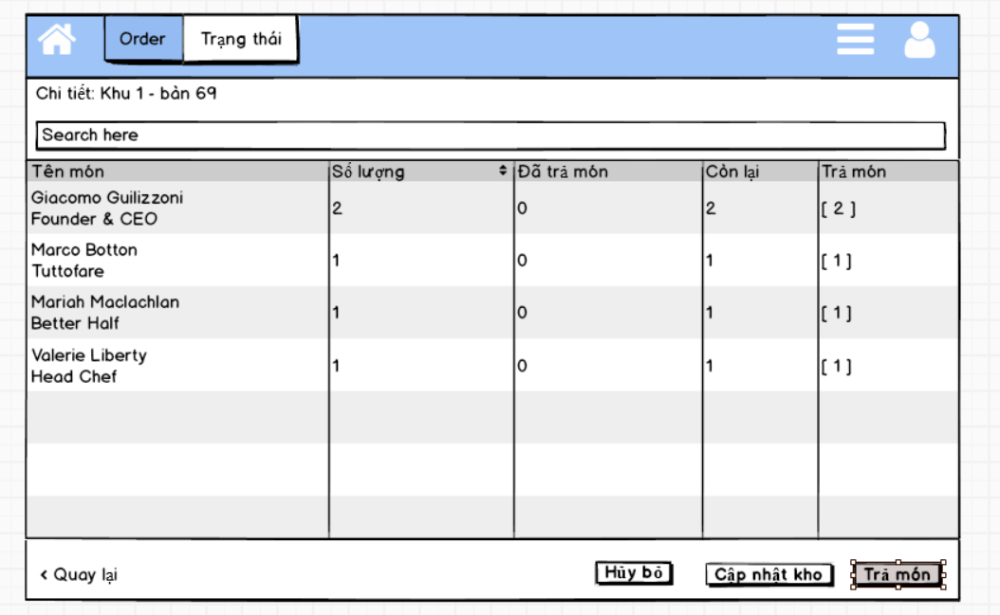 Order Trạng thái
Chi tiết: Khu 1 - bàn 69
Search here
Tên món Số lượng Đã trả món Còn lại Trả món
Giacomo Guilizzoni
Founder & CEO
2 0 2 [ 2 ]
Marco Botton
Tuttofare
1 0 1 [ 1 ]
Mariah Maclachlan
Better Half
1 0 1 [ 1 ]
Valerie Liberty
Head Chef
1 0 1 [ 1 ]
< Quay lại Hủy bỏ Cập nhật kho Trả món